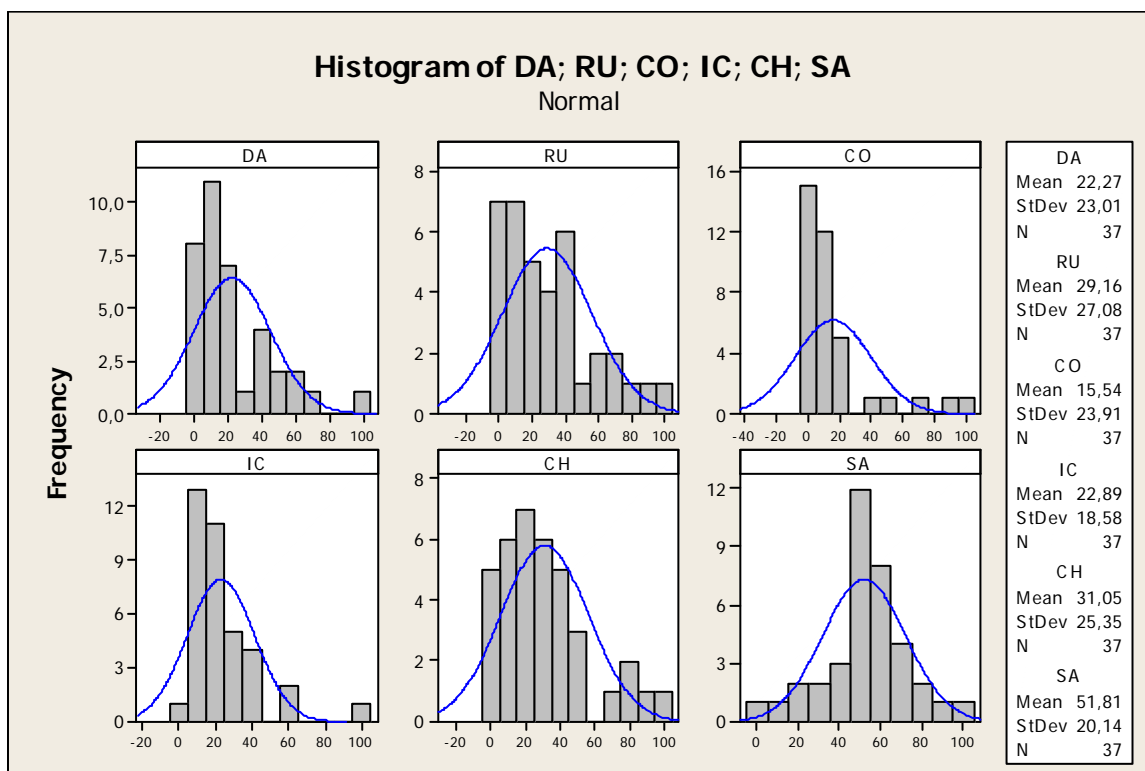 Histogram of DA; RU; CO; IC; CH; SA
Normal
Frequency
DA
10,0
7,5
5,0
2,5
0,0
-20 0 20 40 60 80 100
RU
8
6
4
2
0
-20 0 20 40 60 80 100
CO
16
12
8
4
0
-40 -20 0 20 40 60 80 100
IC
12
9
6
3
0
-20 0 20 40 60 80 100
CH
8
6
4
2
0
-20 0 20 40 60 80 100
SA
12
9
6
3
0
0 20 40 60 80 100
DA
Mean 22,27
StDev 23,01
N 37
RU
Mean 29,16
StDev 27,08
N 37
CO
Mean 15,54
StDev 23,91
N 37
IC
Mean 22,89
StDev 18,58
N 37
CH
Mean 31,05
StDev 25,35
N 37
SA
Mean 51,81
StDev 20,14
N 37